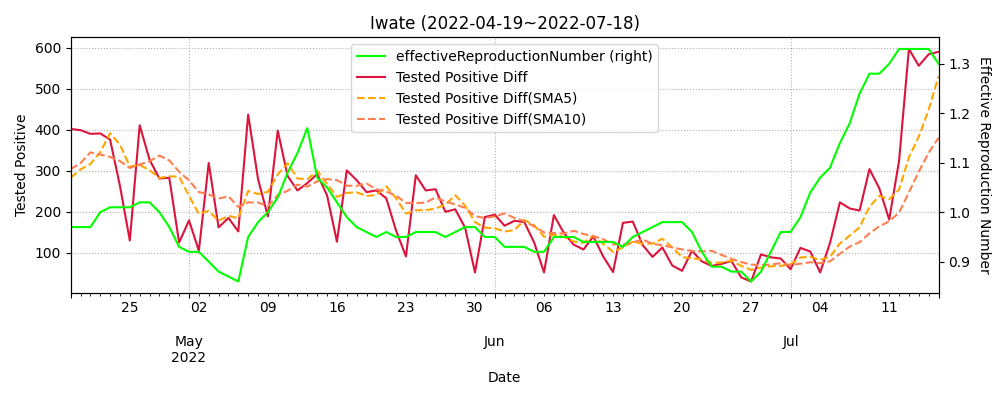 Iwate (2022-04-19~2022-07-18)
effectiveReproductionNumber (right)
Tested Positive Diff
Tested Positive Diff(SMA5)
Tested Positive Diff(SMA10)
Tested Positive
600
500
400
300
200
100
1.3
1.2
1.1
1.0
0.9
Effective Reproduction Number
25 02 09 16 23 30 06 13 20 27 04 11
May Jun Jul
2022
Date